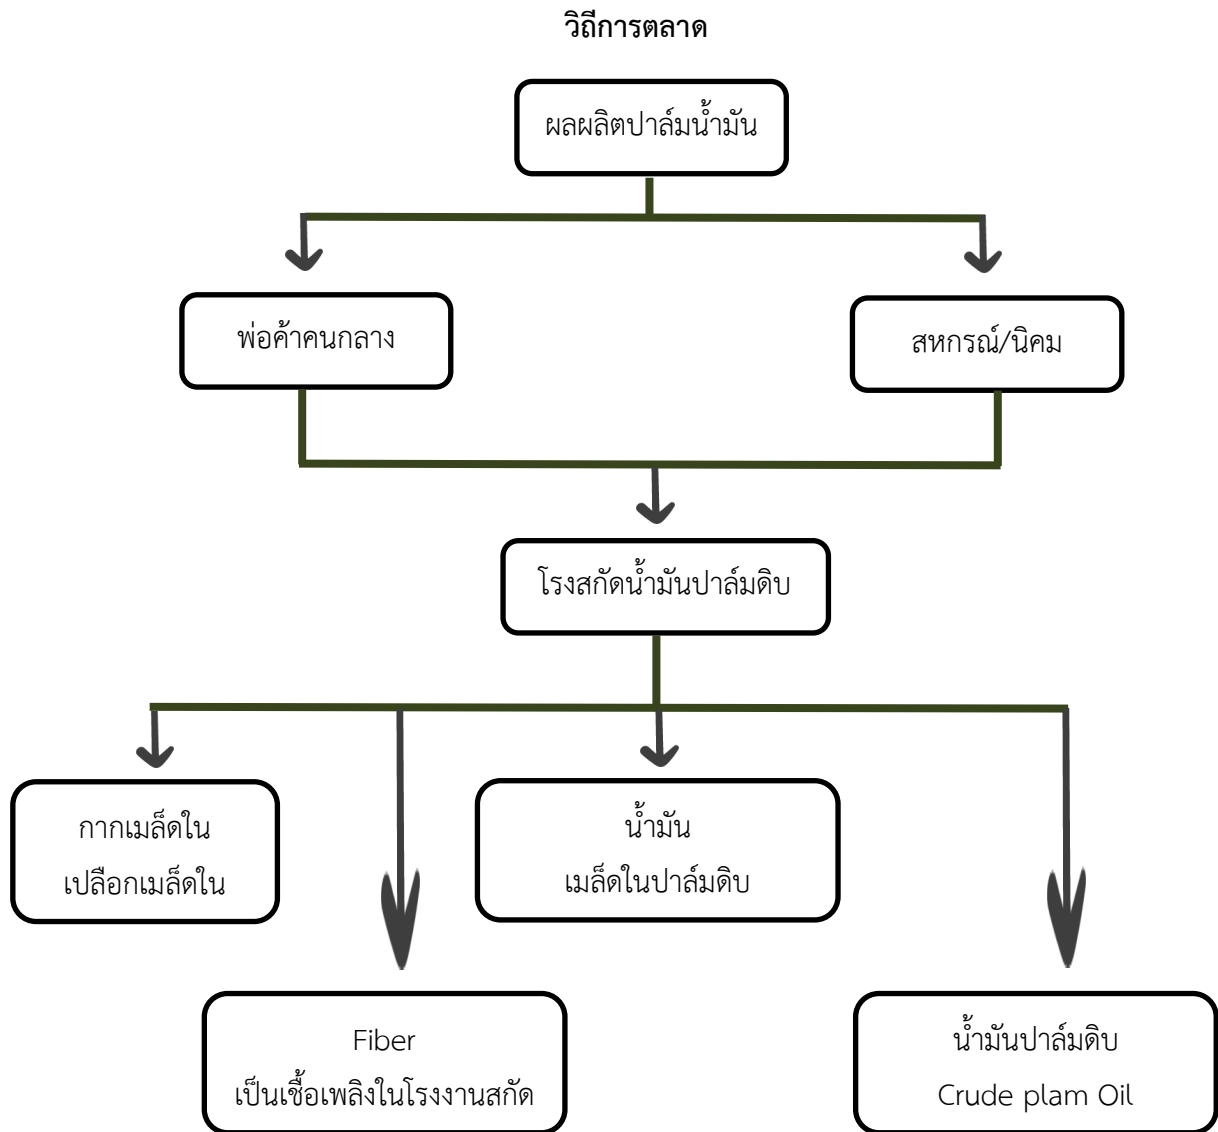 วิถีการตลาด
ผลผลิตปาล์มน้ำมัน
พ่อค้าคนกลาง
สหกรณ์/นิคม
โรงสกัดน้ำมันปาล์มดิบ
กากเมล็ดใน
เปลือกเมล็ดใน
น้ำมัน
เมล็ดในปาล์มดิบ
Fiber
เป็นเชื้อเพลิงในโรงงานสกัด
น้ำมันปาล์มดิบ
Crude plam Oil